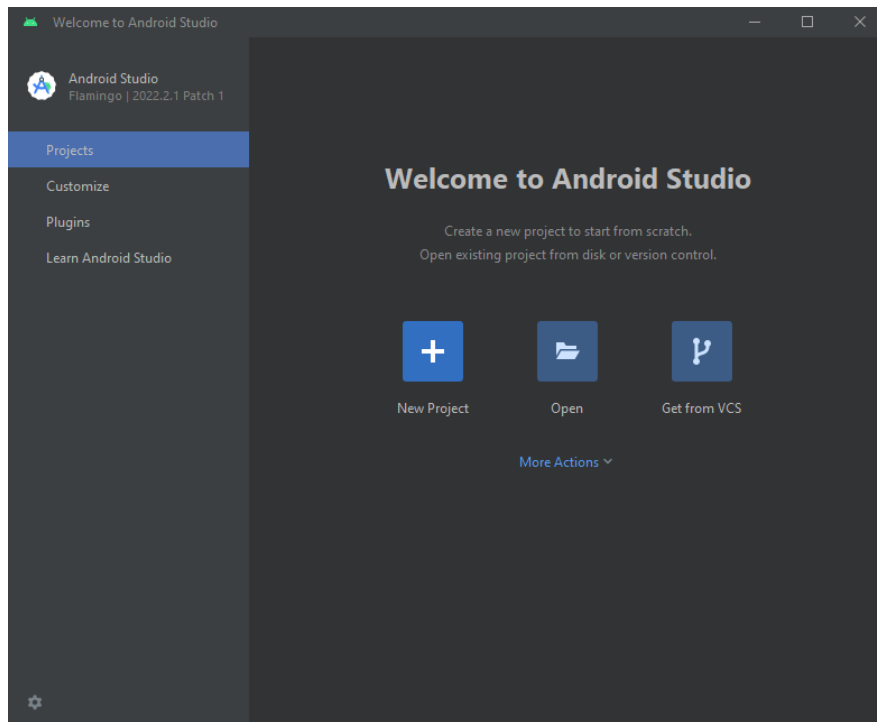 Welcome to Android Studio
Android Studio
Flamingo | 2022.2.1 Patch 1
Projects
Customize
Plugins
Learn Android Studio
Welcome to Android Studio
Create a new project to start from scratch.
Open existing project from disk or version control.
New Project
Open
Get from VCS
More Actions